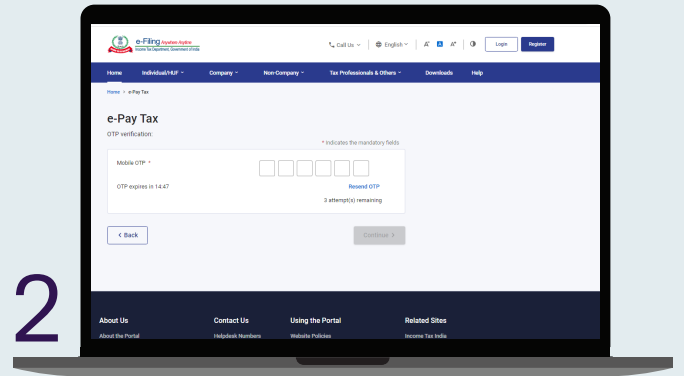 e-Filing Anywhere Anytime
Income Tax Department, Government of India
Call Us
English
A- A A+
Login
Register
Home Individual/HUF Company Non-Company Tax Professionals & Others Downloads Help
Home > e-Pay Tax
e-Pay Tax
OTP verification:
* Indicates the mandatory fields
Mobile OTP *
OTP expires in 14:47
Resend OTP
3 attempt(s) remaining
< Back
Continue >
2
About Us Contact Us Using the Portal Related Sites
About the Portal Helpdesk Numbers Website Policies Income Tax India